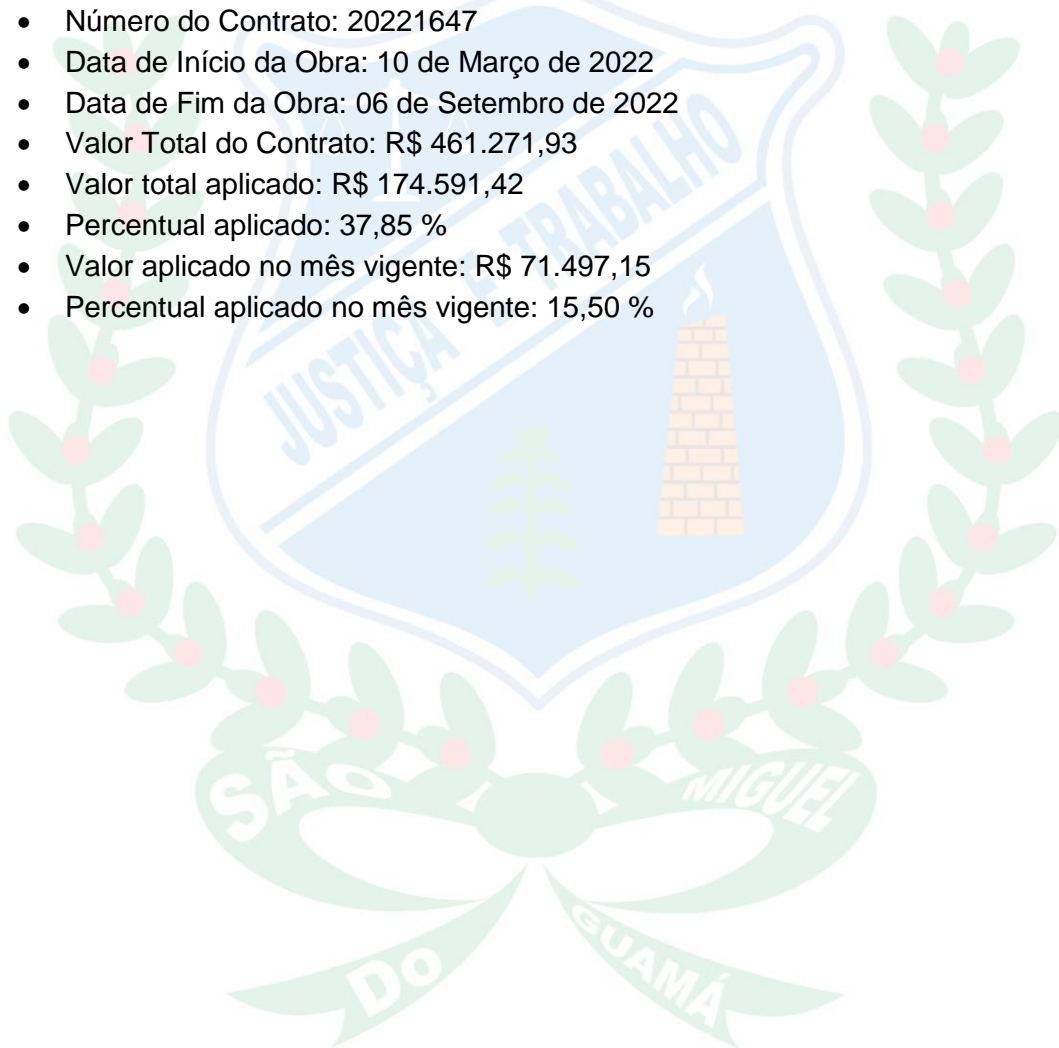 • Número do Contrato: 20221647
• Data de Início da Obra: 10 de Março de 2022
• Data de Fim da Obra: 06 de Setembro de 2022
• Valor Total do Contrato: R$ 461.271,93
• Valor total aplicado: R$ 174.591,42
• Percentual aplicado: 37,85 %
• Valor aplicado no mês vigente: R$ 71.497,15
• Percentual aplicado no mês vigente: 15,50 %
JUSTIÇA E TRABALHO
SÃO MIGUEL
DO GUAMÁ